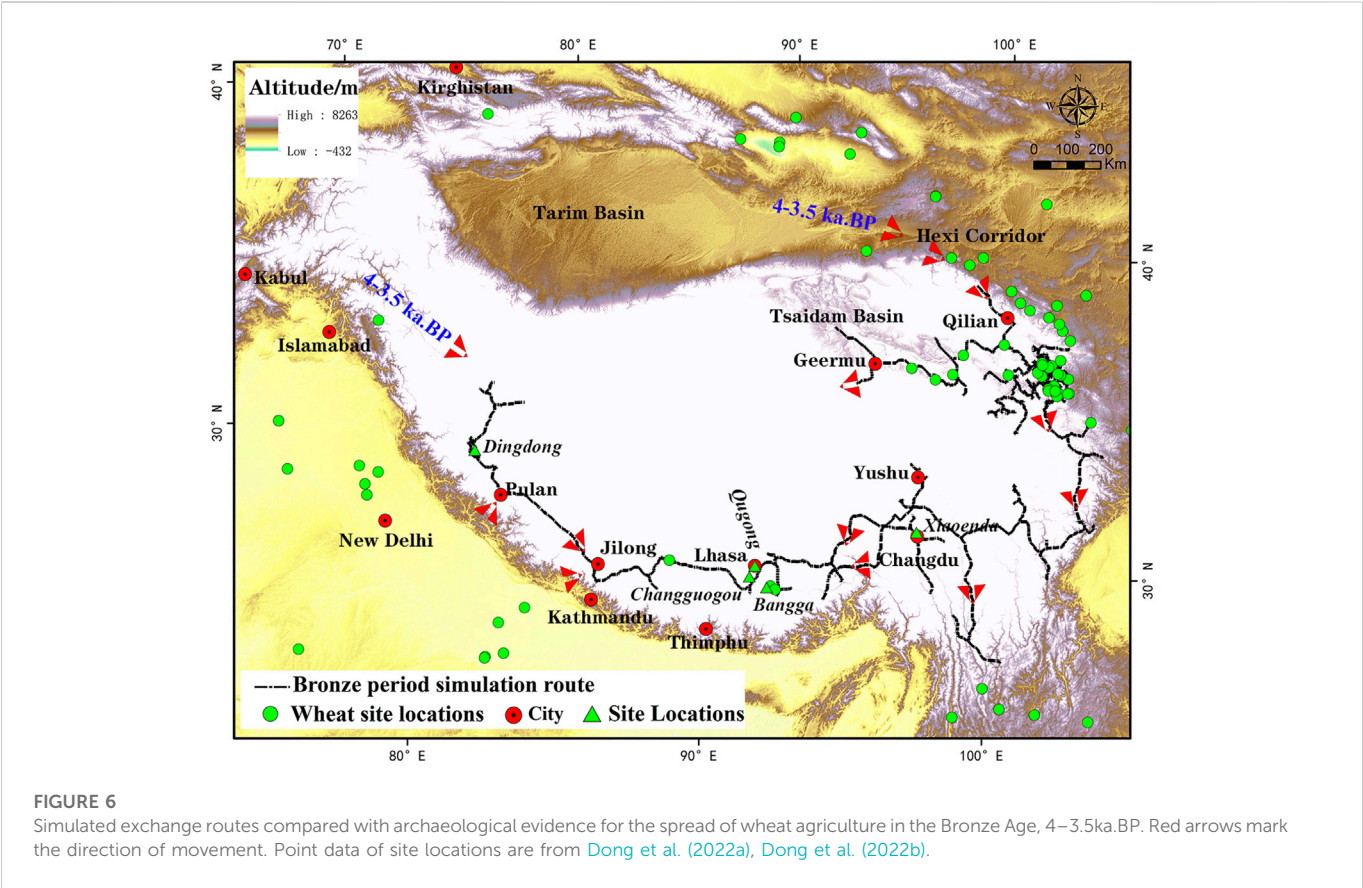 70° E 80° E 90° E 100° E
40° N
Altitude/m
High : 8263
Low : -432
Kirghistan
N
W E
S
0 100 200
Km
Tarim Basin
4-3.5 ka.BP
Hexi Corridor
40° N
Kabul
4-3.5 ka.BP
Islamabad
Tsaidam Basin
Qilian
Geermu
30° N
Dingdong
Pulan
Yushu
Qugong
Xiaoenda
New Delhi
Jilong
Lhasa
Changdu
30° N
Changguogou
Bangga
Kathmandu
Thimphu
Bronze period simulation route
Wheat site locations City Site Locations
80° E 90° E 100° E
FIGURE 6
Simulated exchange routes compared with archaeological evidence for the spread of wheat agriculture in the Bronze Age, 4–3.5ka.BP. Red arrows mark
the direction of movement. Point data of site locations are from Dong et al. (2022a), Dong et al. (2022b).